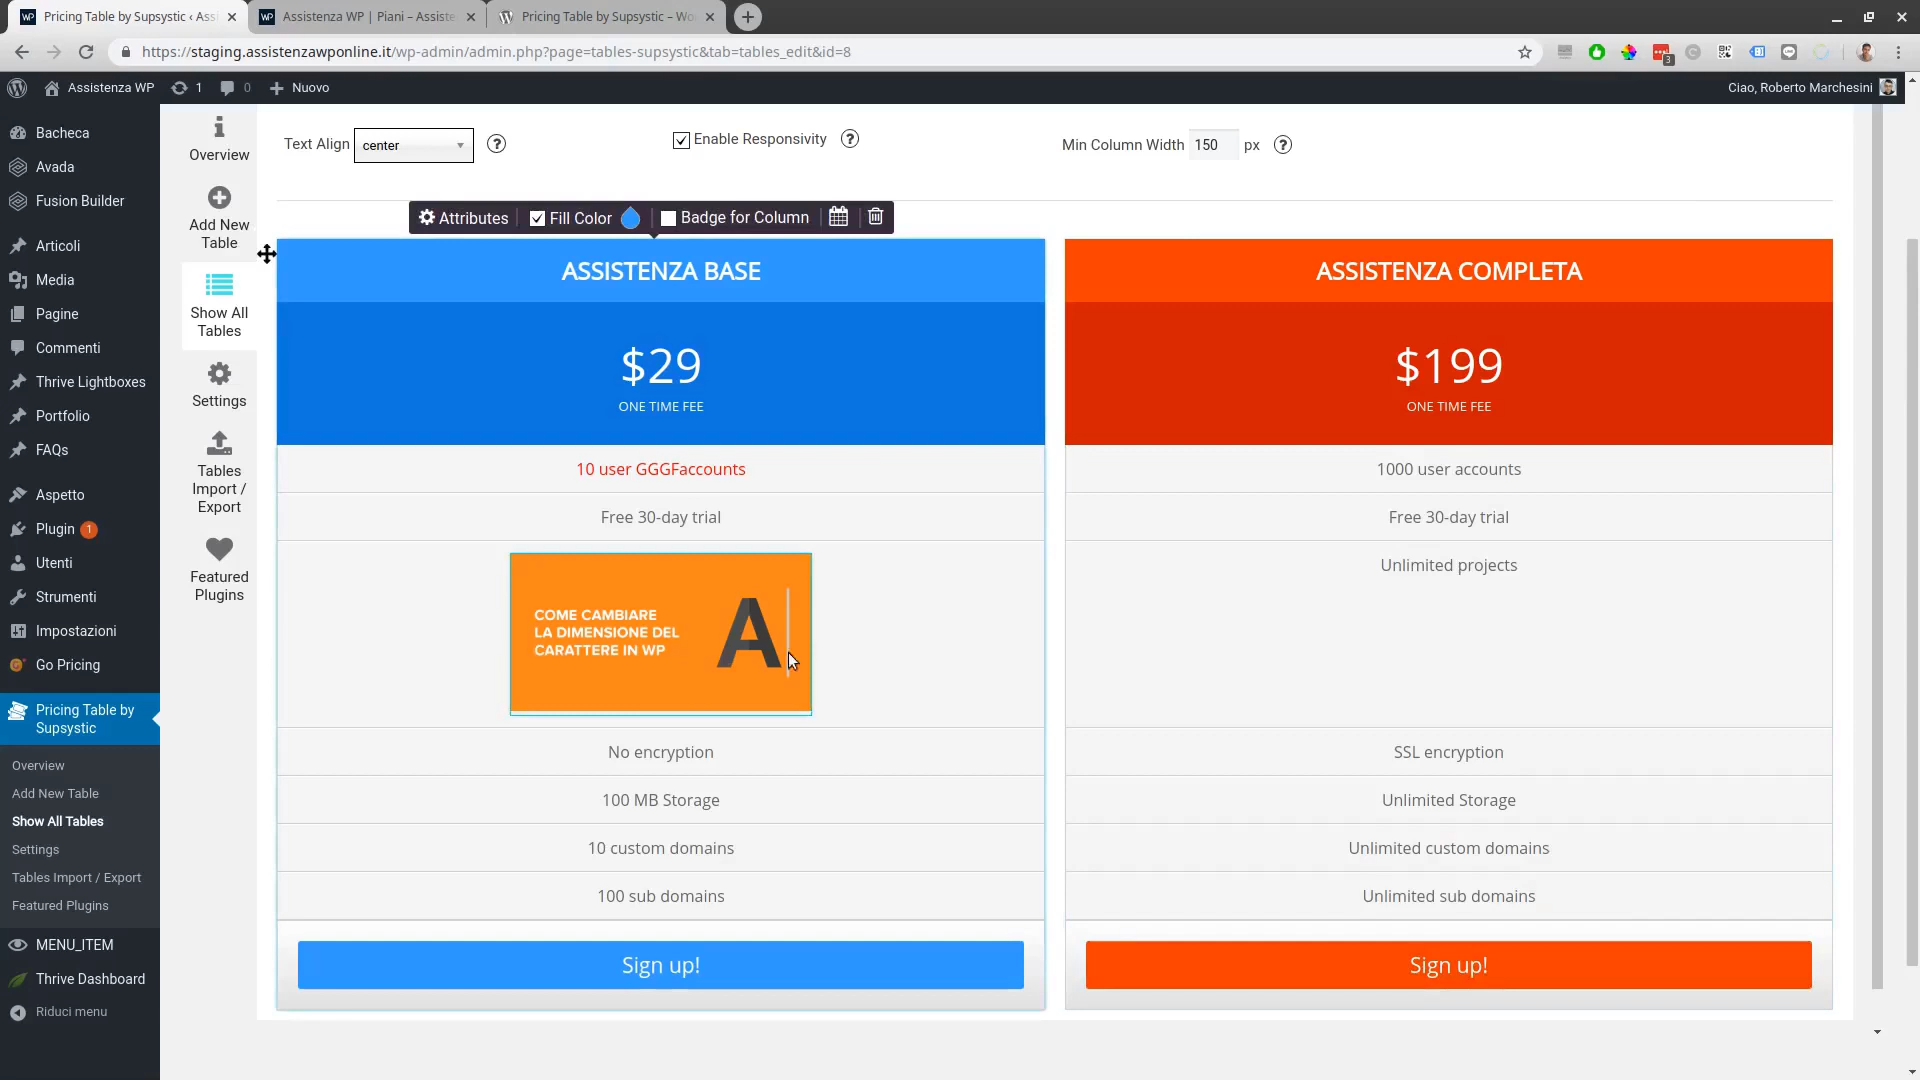 Pricing Table by Supsystic ‹ Ass
Assistenza WP | Piani – Assiste
Pricing Table by Supsystic – Wo
https://staging.assistenzawponline.it/wp-admin/admin.php?page=tables-supsystic&tab=tables_edit&id=8
3
Assistenza WP
1
0
Nuovo
Ciao, Roberto Marchesini
Bacheca
Avada
Fusion Builder
Articoli
Media
Pagine
Commenti
Thrive Lightboxes
Portfolio
FAQs
Aspetto
Plugin 1
Utenti
Strumenti
Impostazioni
Go Pricing
Pricing Table by
Supsystic
Overview
Add New Table
Show All Tables
Settings
Tables Import / Export
Featured Plugins
MENU_ITEM
Thrive Dashboard
Riduci menu
Overview
Add New
Table
Show All
Tables
Settings
Tables
Import /
Export
Featured
Plugins
Text Align center
Enable Responsivity
Min Column Width 150 px
Attributes Fill Color Badge for Column
ASSISTENZA BASE
$29
ONE TIME FEE
10 user GGGFaccounts
Free 30-day trial
COME CAMBIARE
LA DIMENSIONE DEL
CARATTERE IN WP
A
No encryption
100 MB Storage
10 custom domains
100 sub domains
Sign up!
ASSISTENZA COMPLETA
$199
ONE TIME FEE
1000 user accounts
Free 30-day trial
Unlimited projects
SSL encryption
Unlimited Storage
Unlimited custom domains
Unlimited sub domains
Sign up!